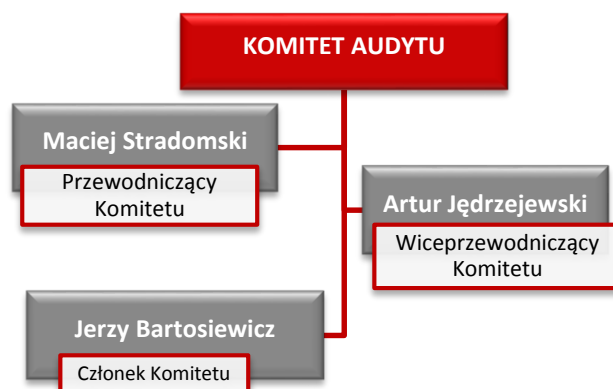 KOMITET AUDYTU
Maciej Stradomski
Przewodniczący
Komitetu
Artur Jędrzejewski
Wiceprzewodniczący
Komitetu
Jerzy Bartosiewicz
Członek Komitetu